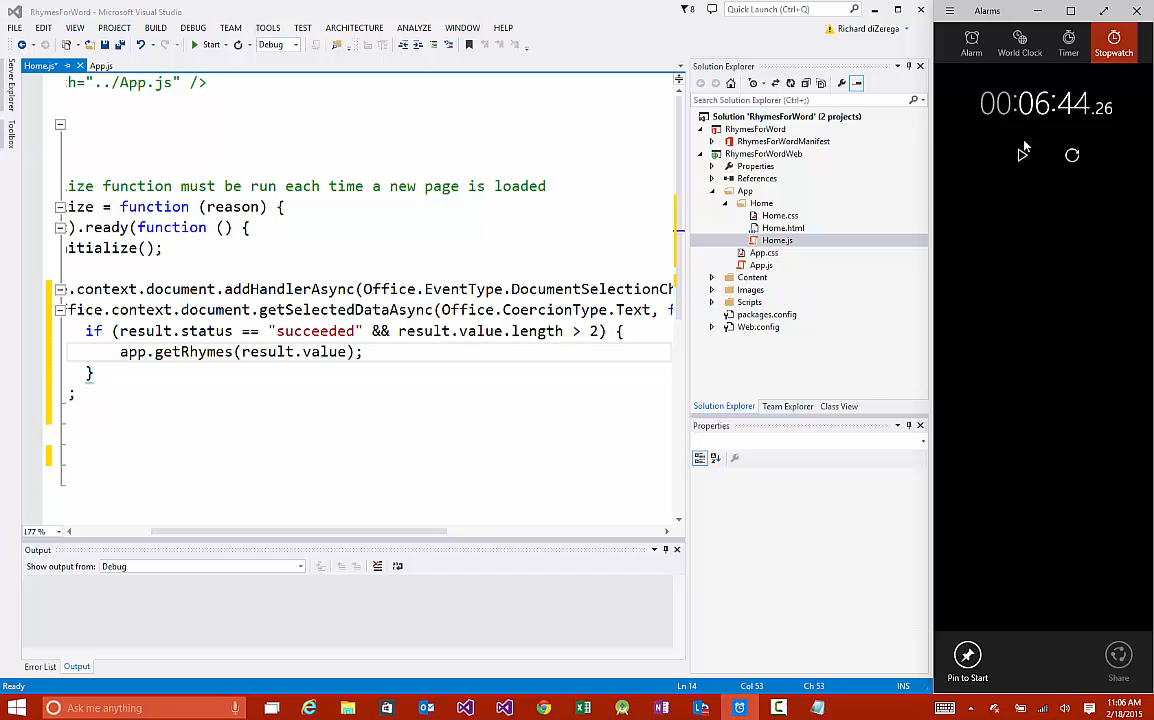 RhymesForWord - Microsoft Visual Studio
8
Quick Launch (Ctrl+Q)
FILE EDIT VIEW PROJECT BUILD DEBUG TEAM TOOLS TEST ARCHITECTURE ANALYZE WINDOW HELP
Richard diZerega
Start Debug
Server Explorer
Toolbox
Home.js* App.js
th="../App.js" />
ize function must be run each time a new page is loaded
ize = function (reason) {
).ready(function () {
itialize();
.context.document.addHandlerAsync(Office.EventType.DocumentSelectionCh
ffice.context.document.getSelectedDataAsync(Office.CoercionType.Text, f
if (result.status == "succeeded" && result.value.length > 2) {
app.getRhymes(result.value);
}
;
177 %
Output
Show output from: Debug
Error List Output
Solution Explorer
Search Solution Explorer (Ctrl+;)
Solution 'RhymesForWord' (2 projects)
RhymesForWord
RhymesForWordManifest
RhymesForWordWeb
Properties
References
App
Home
Home.css
Home.html
Home.js
App.css
App.js
Content
Images
Scripts
packages.config
Web.config
Solution Explorer Team Explorer Class View
Properties
Ready Ln 14 Col 53 Ch 53 INS
Alarms
Alarm World Clock Timer Stopwatch
00:06:44.26
Pin to Start Share
Ask me anything
11:06 AM
2/18/2015